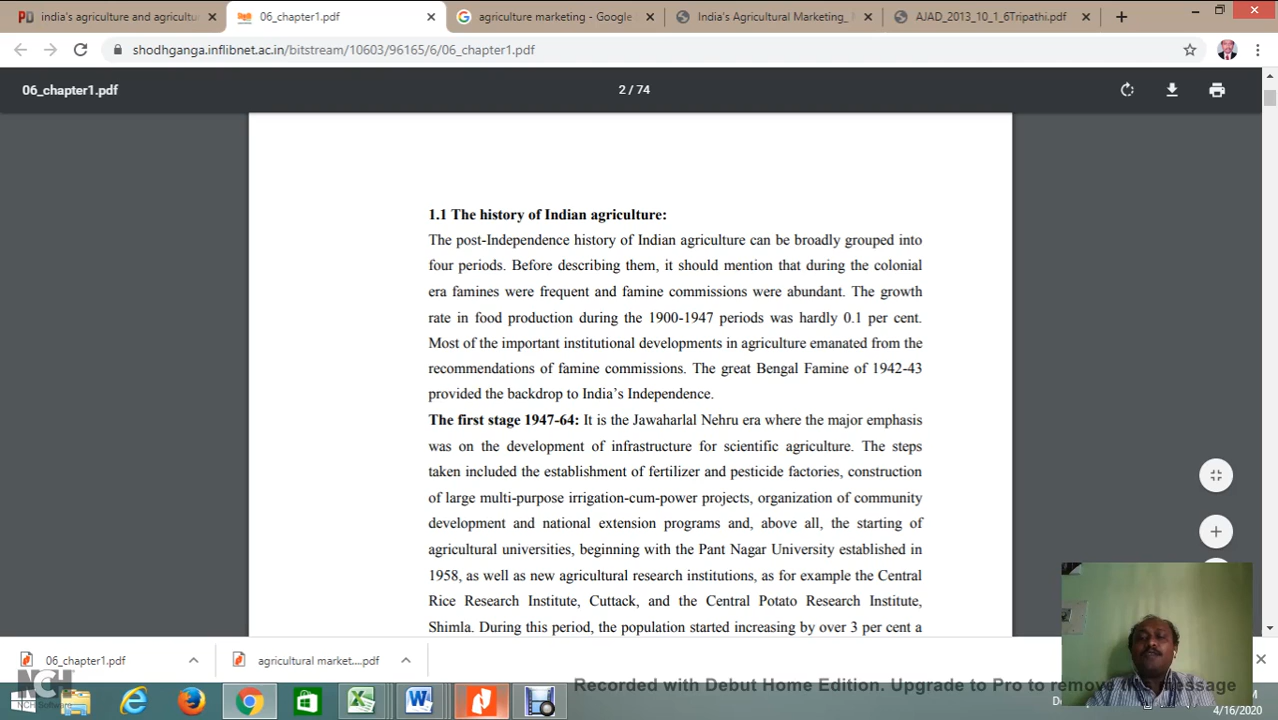 india's agriculture and agricultu
06_chapter1.pdf
agriculture marketing - Google
India's Agricultural Marketing_
AJAD_2013_10_1_6Tripathi.pdf
shodhganga.inflibnet.ac.in/bitstream/10603/96165/6/06_chapter1.pdf
06_chapter1.pdf
2 / 74
1.1 The history of Indian agriculture:
The post-Independence history of Indian agriculture can be broadly grouped into
four periods. Before describing them, it should mention that during the colonial
era famines were frequent and famine commissions were abundant. The growth
rate in food production during the 1900-1947 periods was hardly 0.1 per cent.
Most of the important institutional developments in agriculture emanated from the
recommendations of famine commissions. The great Bengal Famine of 1942-43
provided the backdrop to India's Independence.
The first stage 1947-64: It is the Jawaharlal Nehru era where the major emphasis
was on the development of infrastructure for scientific agriculture. The steps
taken included the establishment of fertilizer and pesticide factories, construction
of large multi-purpose irrigation-cum-power projects, organization of community
development and national extension programs and, above all, the starting of
agricultural universities, beginning with the Pant Nagar University established in
1958, as well as new agricultural research institutions, as for example the Central
Rice Research Institute, Cuttack, and the Central Potato Research Institute,
Shimla. During this period, the population started increasing by over 3 per cent a
06_chapter1.pdf
agricultural market....pdf
NCH
NCH Software
Recorded with Debut Home Edition. Upgrade to Pro to remove this message
4/16/2020